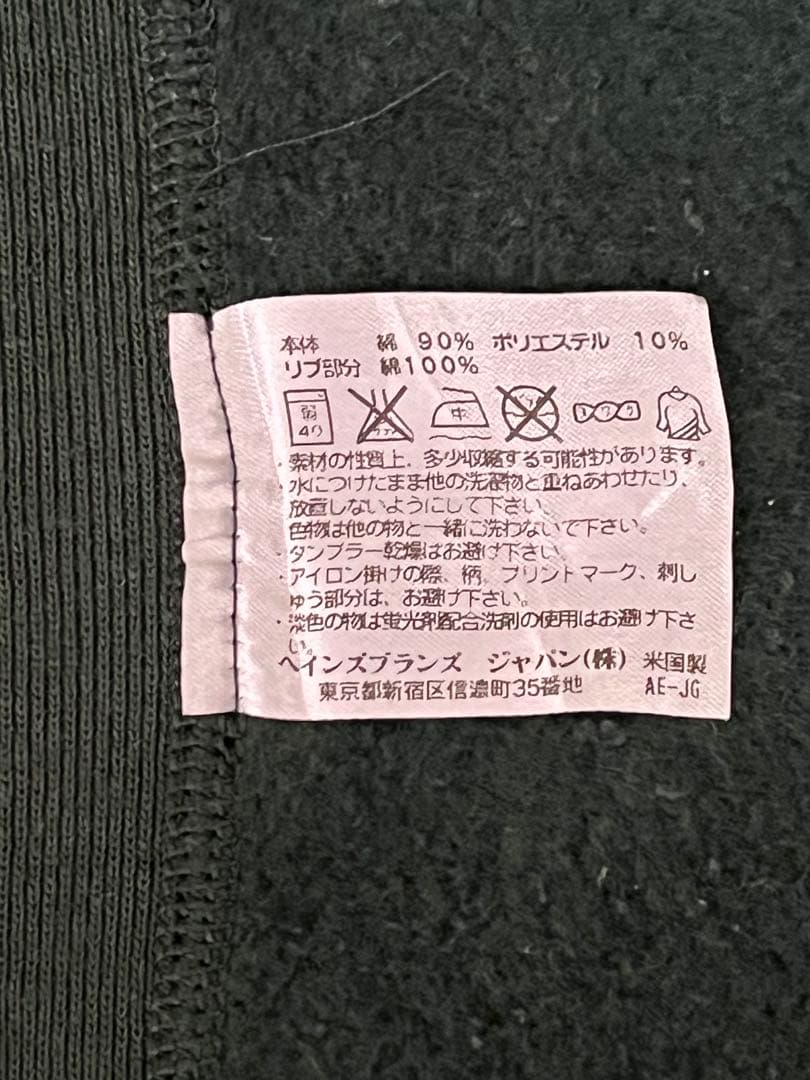 本体 綿 90% ポリエステル 10%
リブ部分 綿100%
弱 40 中
・素材の性質上、多少収縮する可能性があります。
・水につけたまま他の洗濯物と重ねあわせたり、
放置しないようにして下さい。
色物は他の物と一緒に洗わないで下さい。
・タンブラー乾燥はお避け下さい。
・アイロン掛けの際、柄、プリントマーク、刺し
ゅう部分は、お避け下さい。
・淡色の物は蛍光剤配合洗剤の使用はお避け下さ
い。
ヘインズブランズ ジャパン(株) 米国製
東京都新宿区信濃町35番地 AE-JG